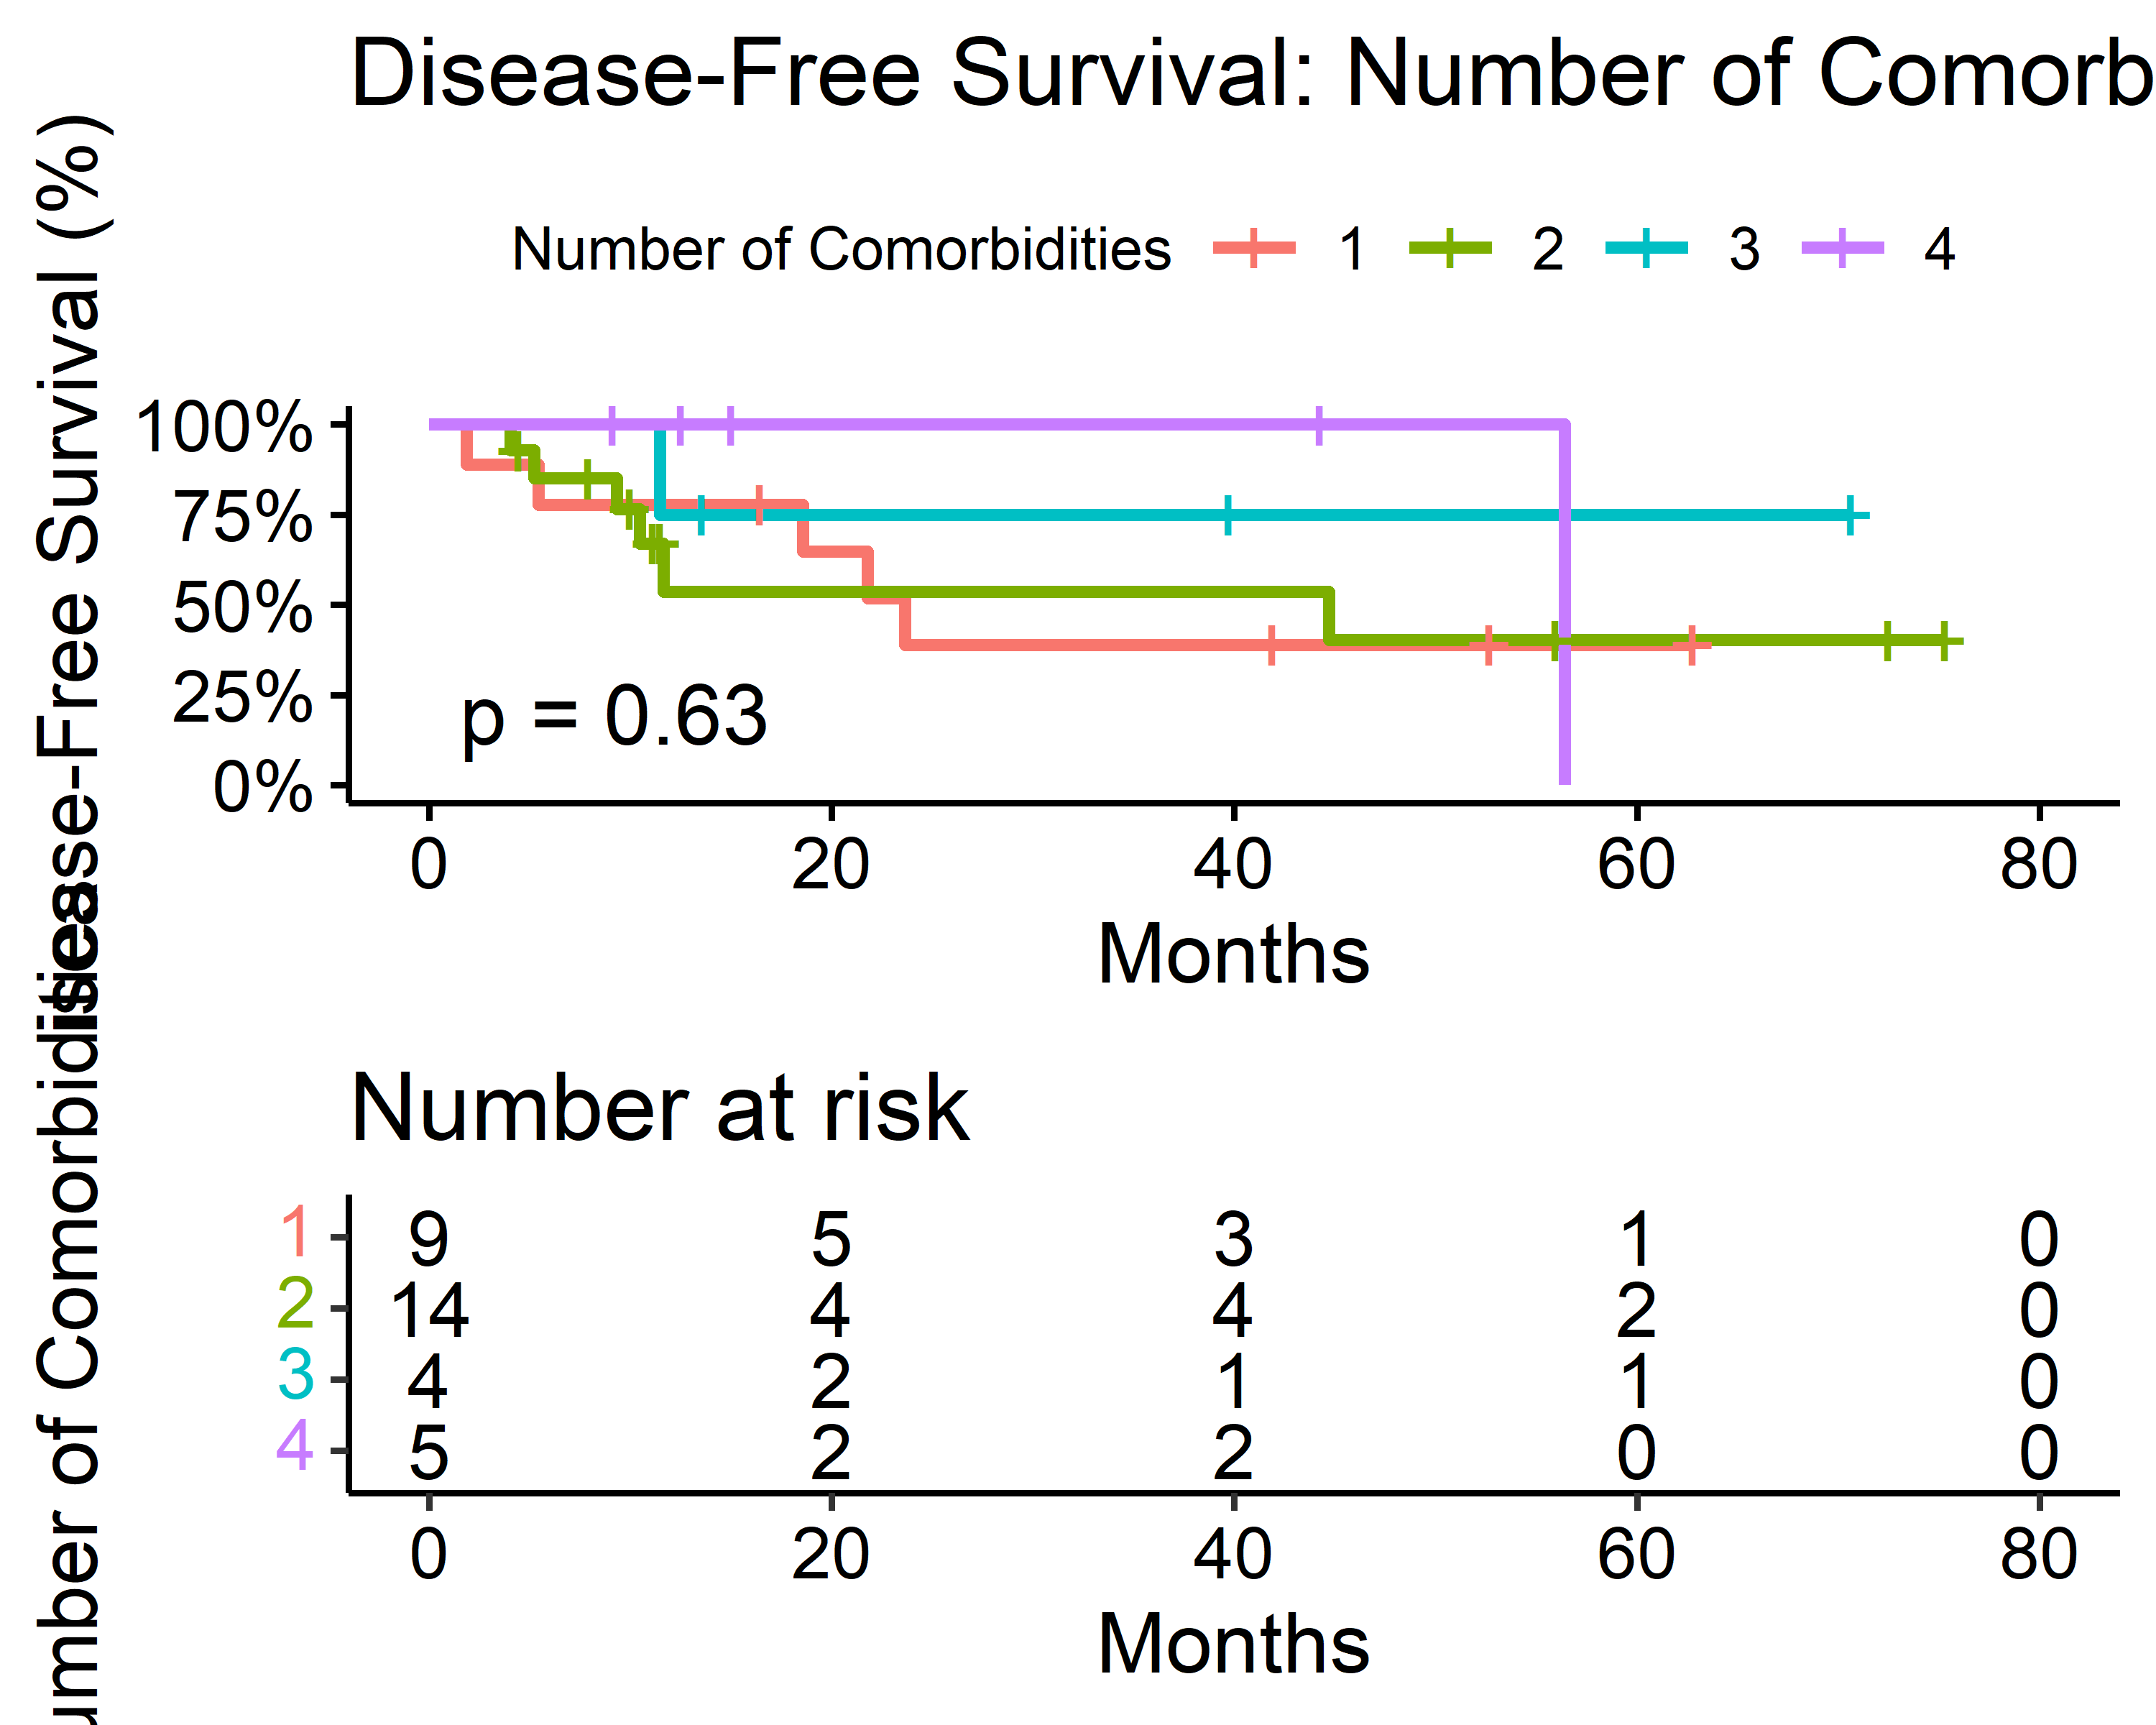 Disease-Free Survival: Number of Comorb
Number of Comorbidities 1 2 3 4
Disease-Free Survival (%)
100%
75%
50%
25%
0%
p = 0.63
0 20 40 60 80
Months
Number at risk
umber of Comorbidities
1 9 5 3 1 0
2 14 4 4 2 0
3 4 2 1 1 0
4 5 2 2 0 0
0 20 40 60 80
Months